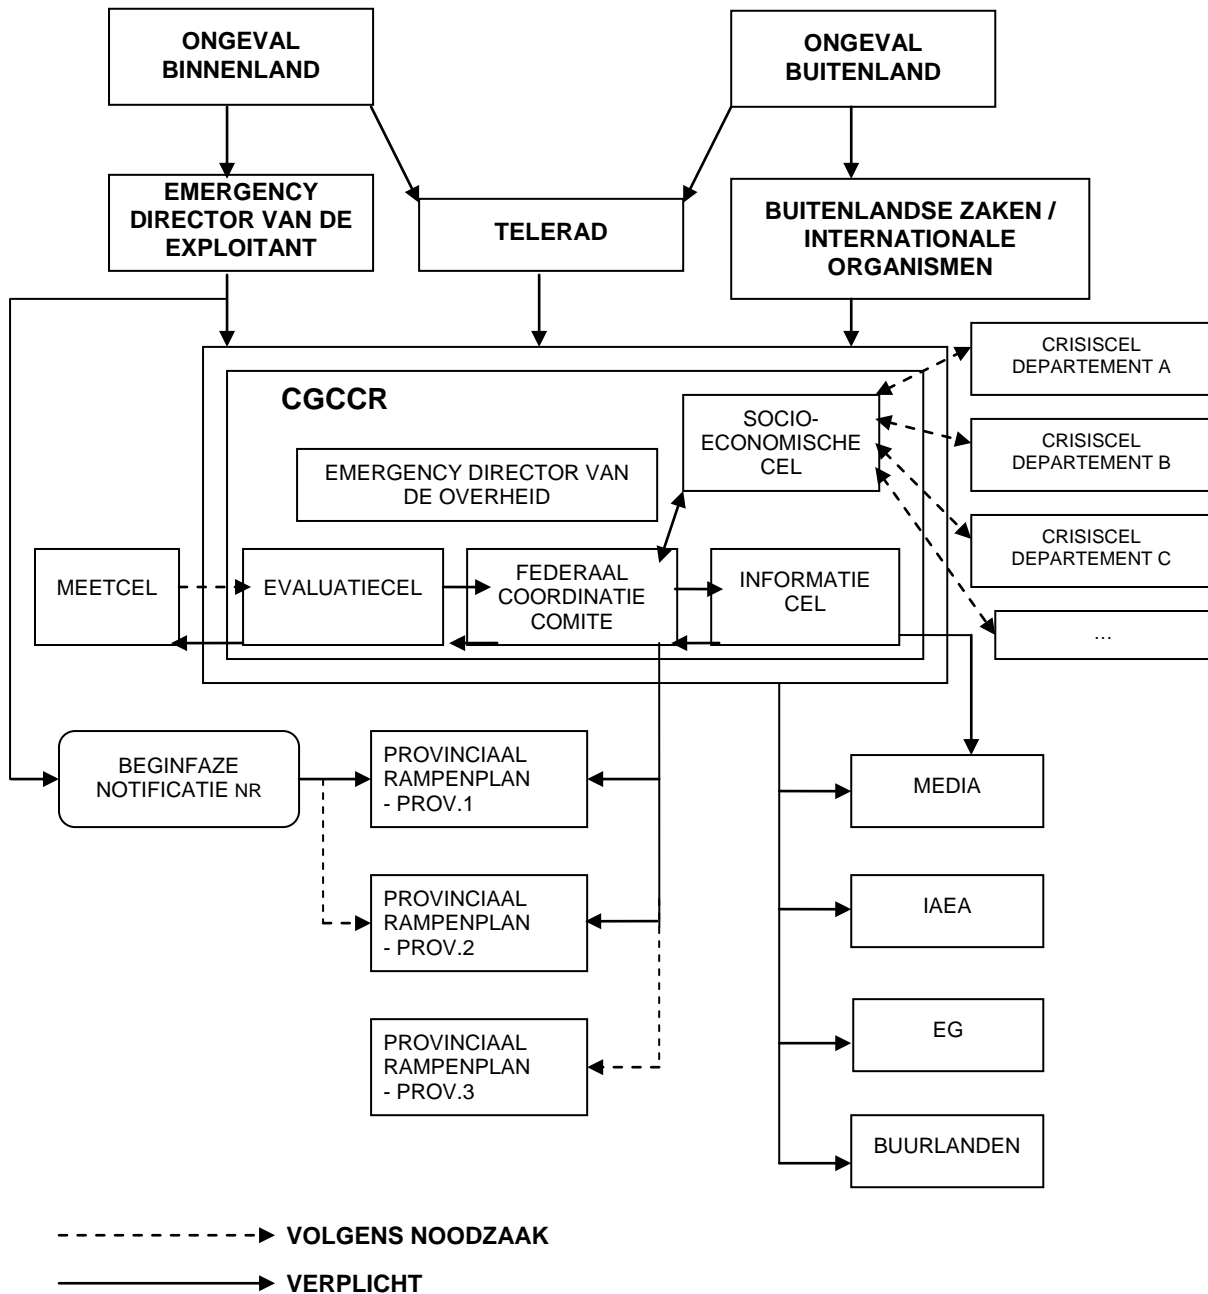 ONGEVAL
BINNENLAND
ONGEVAL
BUITENLAND
EMERGENCY
DIRECTOR VAN DE
EXPLOITANT
TELERAD
BUITENLANDSE ZAKEN /
INTERNATIONALE
ORGANISMEN
CGCCR
SOCIO-
ECONOMISCHE
CEL
CRISISCEL
DEPARTEMENT A
CRISISCEL
DEPARTEMENT B
CRISISCEL
DEPARTEMENT C
...
EMERGENCY DIRECTOR VAN
DE OVERHEID
MEETCEL
EVALUATIECEL
FEDERAAL
COORDINATIE
COMITE
INFORMATIE
CEL
BEGINFAZE
NOTIFICATIE NR
PROVINCIAAL
RAMPENPLAN
- PROV.1
MEDIA
PROVINCIAAL
RAMPENPLAN
- PROV.2
IAEA
PROVINCIAAL
RAMPENPLAN
- PROV.3
EG
BUURLANDEN
VOLGENS NOODZAAK
VERPLICHT